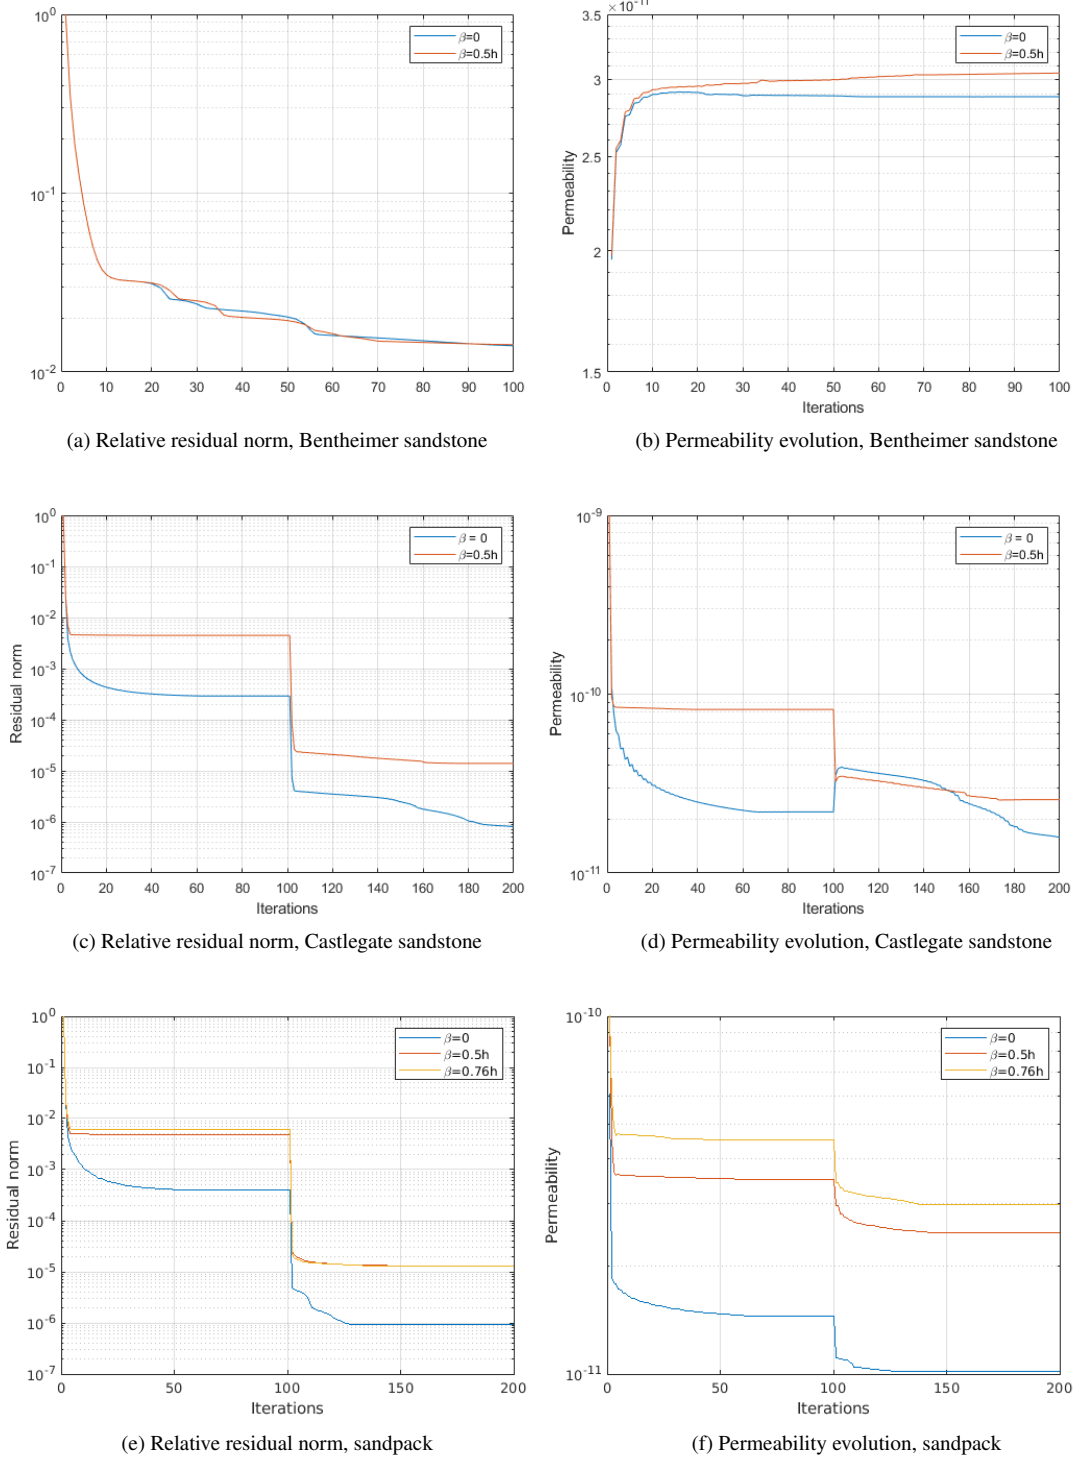 10^0
10^-1
10^-2
0 10 20 30 40 50 60 70 80 90 100
β=0
β=0.5h
(a) Relative residual norm, Bentheimer sandstone
×10^-11
3.5
3
2.5
2
1.5
Permeability
0 10 20 30 40 50 60 70 80 90 100
Iterations
β=0
β=0.5h
(b) Permeability evolution, Bentheimer sandstone
10^0
10^-1
10^-2
10^-3
10^-4
10^-5
10^-6
10^-7
Residual norm
0 20 40 60 80 100 120 140 160 180 200
Iterations
β = 0
β=0.5h
(c) Relative residual norm, Castlegate sandstone
10^-9
10^-10
10^-11
Permeability
0 20 40 60 80 100 120 140 160 180 200
Iterations
β = 0
β=0.5h
(d) Permeability evolution, Castlegate sandstone
10^0
10^-1
10^-2
10^-3
10^-4
10^-5
10^-6
10^-7
Residual norm
0 50 100 150 200
Iterations
β=0
β=0.5h
β=0.76h
(e) Relative residual norm, sandpack
10^-10
10^-11
Permeability
0 50 100 150 200
Iterations
β=0
β=0.5h
β=0.76h
(f) Permeability evolution, sandpack